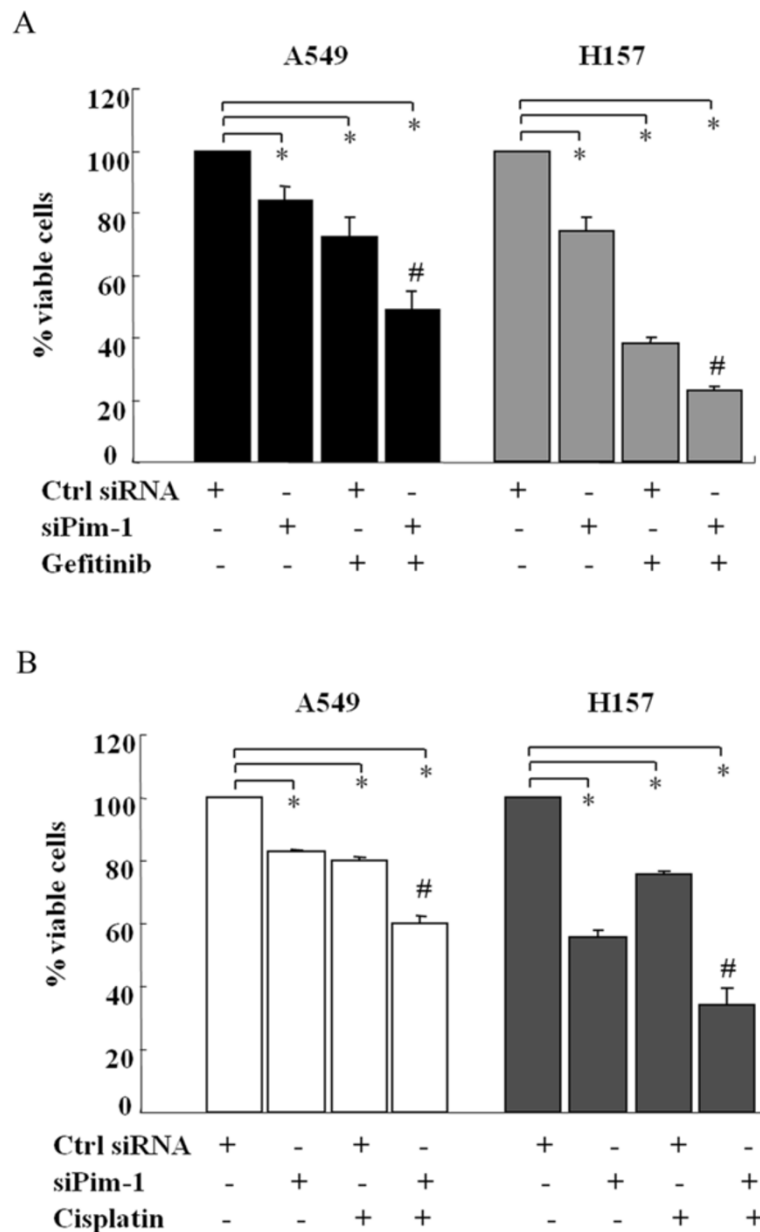 A
A549 H157
120
* * * * * *
100
80
# #
60
40
20
0
% viable cells
Ctrl siRNA + - + - + - + -
siPim-1 - + - + - + - +
Gefitinib - - + + - - + +
B
A549 H157
120
* * * * * *
100
80
# #
60
40
20
0
% viable cells
Ctrl siRNA + - + - + - + -
siPim-1 - + - + - + - +
Cisplatin - - + + - - + +